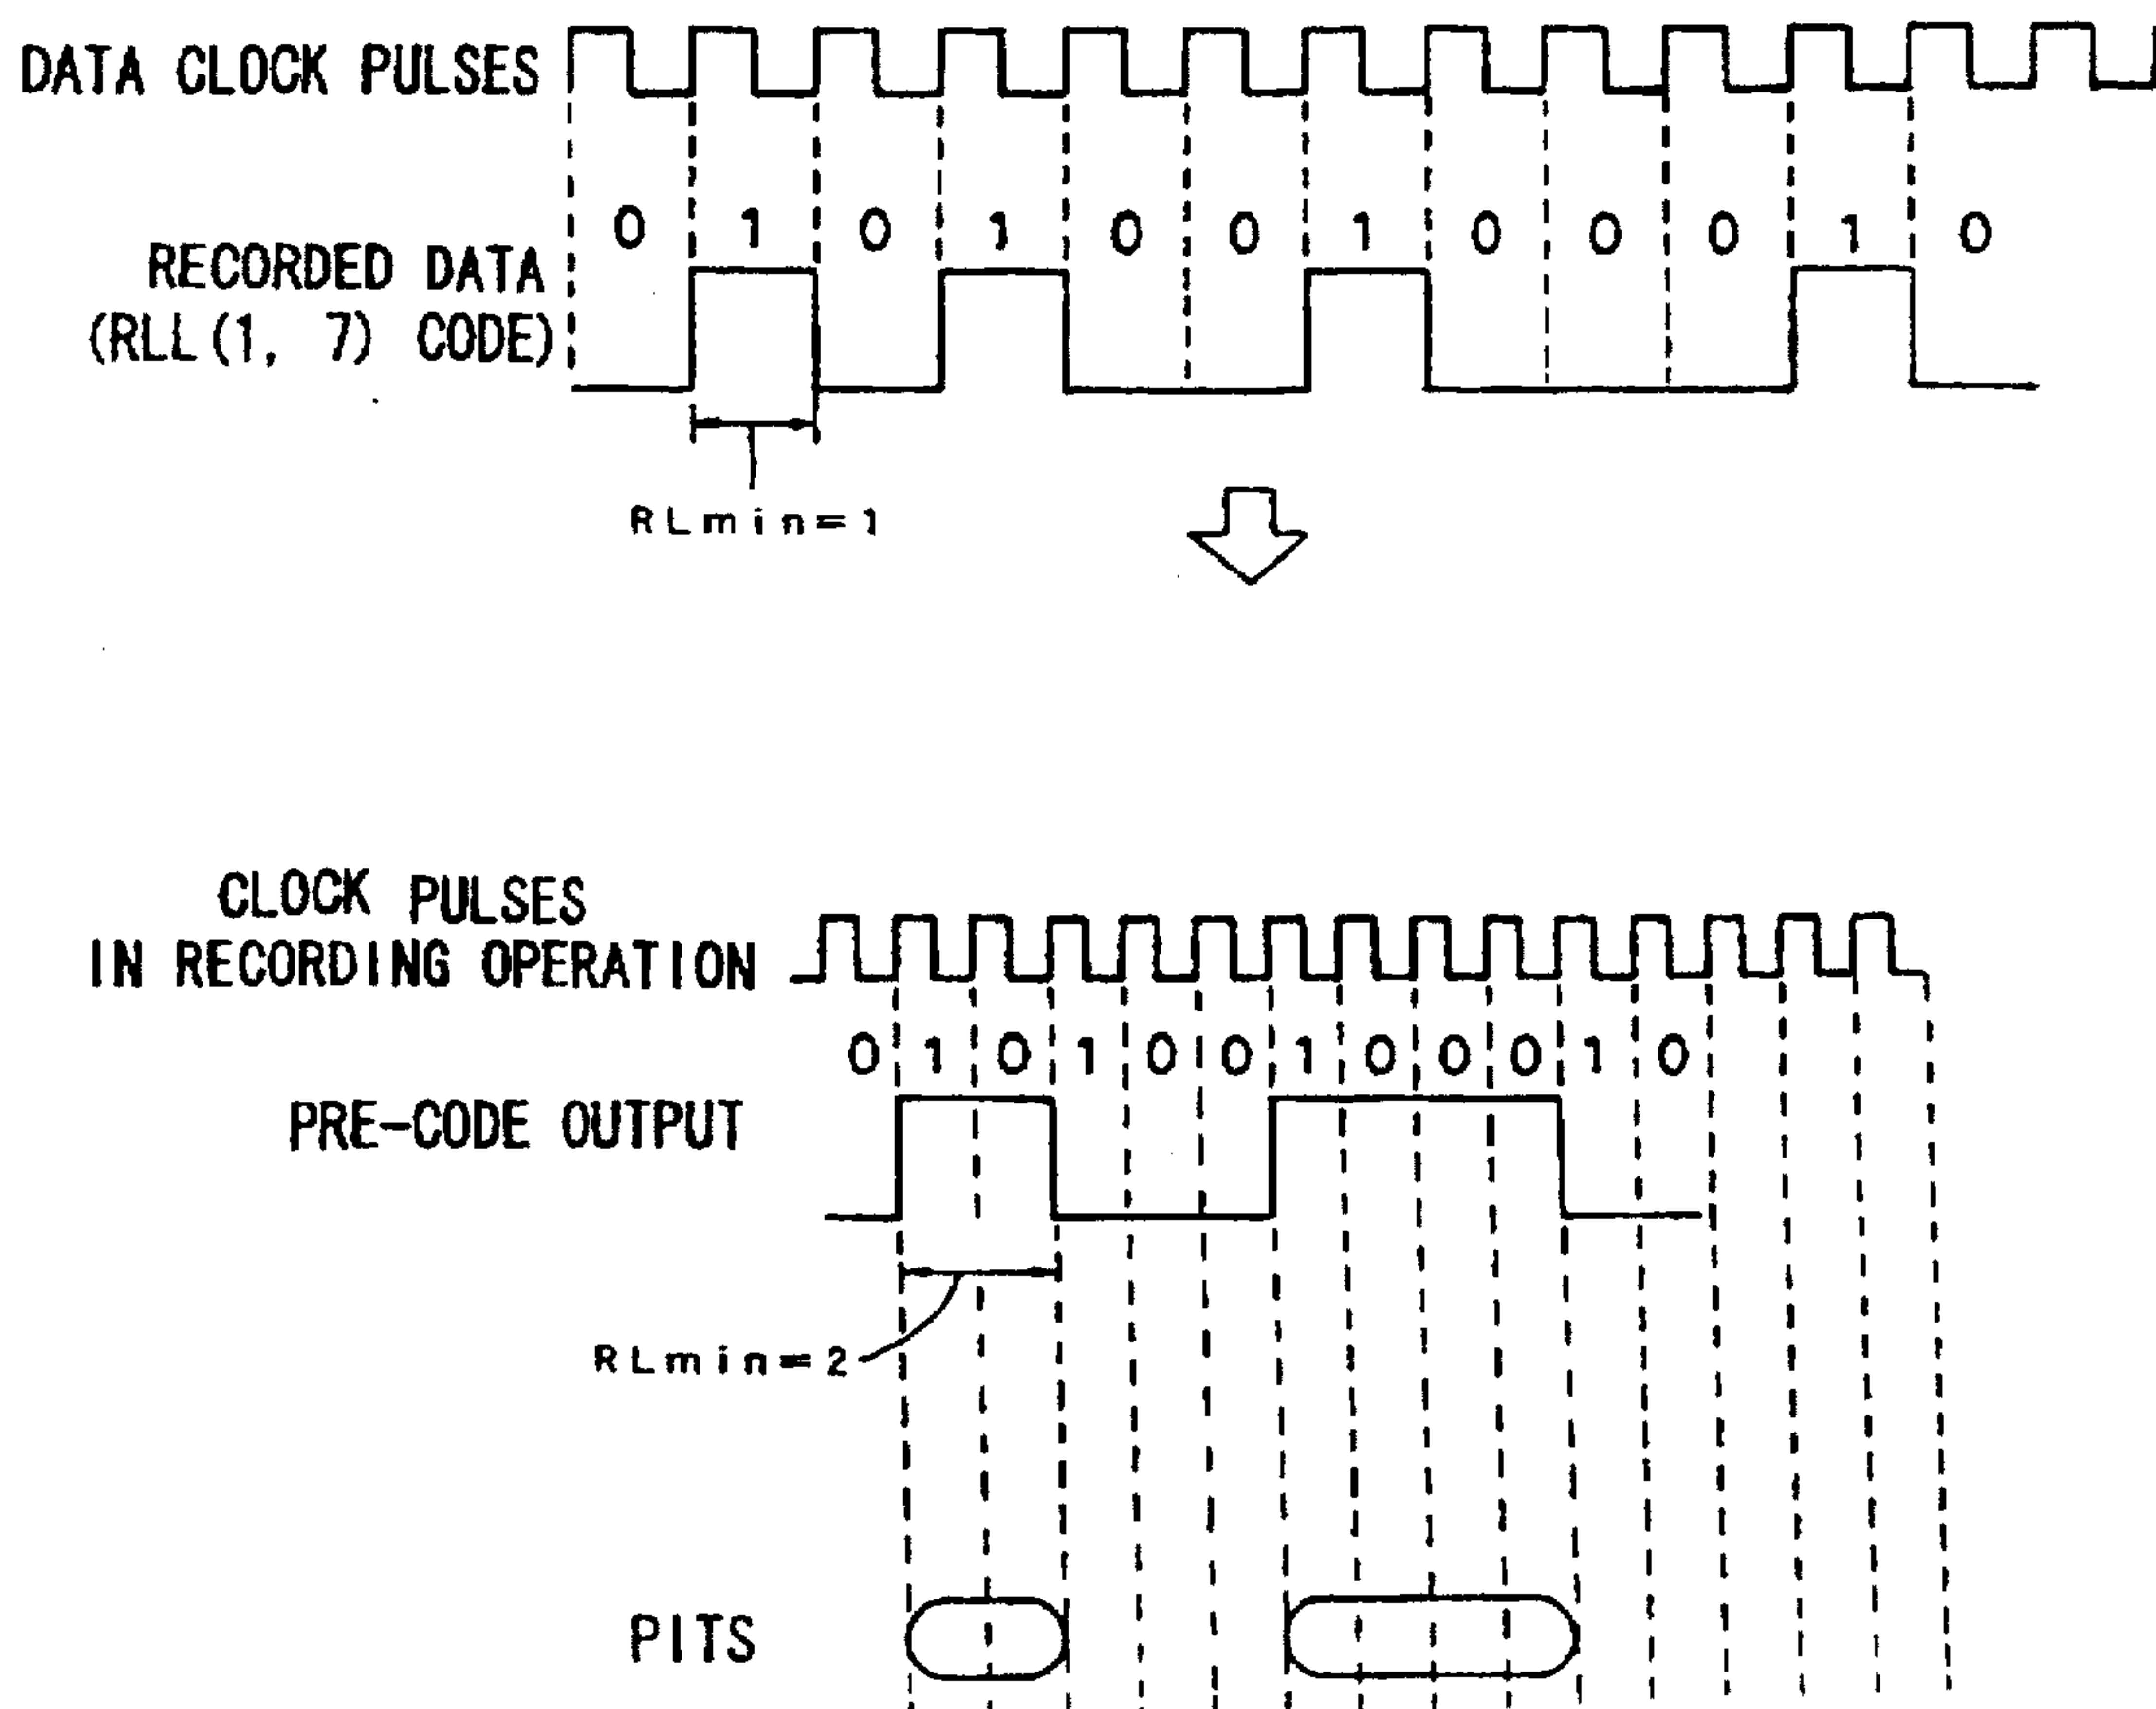 DATA CLOCK PULSES
0 1 0 1 0 0 1 0 0 0 1 0
RECORDED DATA
(RLL(1, 7) CODE)
RLmin=1
CLOCK PULSES
IN RECORDING OPERATION
0 1 0 1 0 0 1 0 0 0 1 0
PRE-CODE OUTPUT
RLmin=2
PITS